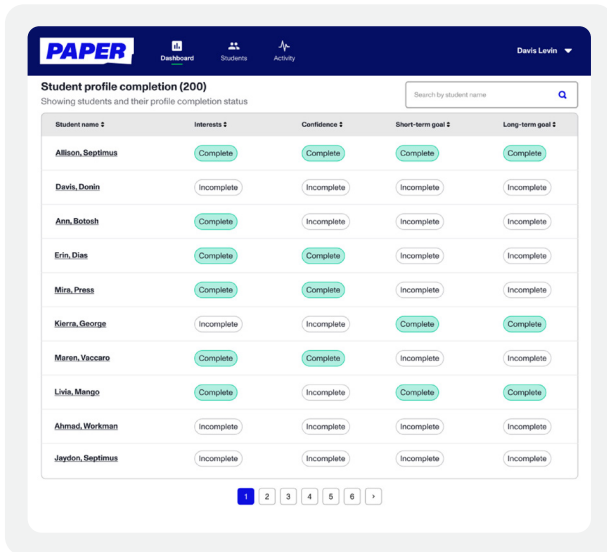 PAPER
Dashboard Students Activity
Davis Levin
Student profile completion (200)
Showing students and their profile completion status
Search by student name
Student name Interests Confidence Short-term goal Long-term goal
Allison, Septimus Complete Complete Complete Complete
Davis, Donin Incomplete Incomplete Incomplete Incomplete
Ann, Botosh Complete Incomplete Incomplete Incomplete
Erin, Dias Complete Complete Incomplete Incomplete
Mira, Press Complete Complete Incomplete Incomplete
Kierra, George Incomplete Incomplete Complete Complete
Maren, Vaccaro Complete Complete Incomplete Incomplete
Livia, Mango Complete Incomplete Complete Complete
Ahmad, Workman Incomplete Incomplete Incomplete Incomplete
Jaydon, Septimus Incomplete Incomplete Incomplete Incomplete
1 2 3 4 5 6 ›